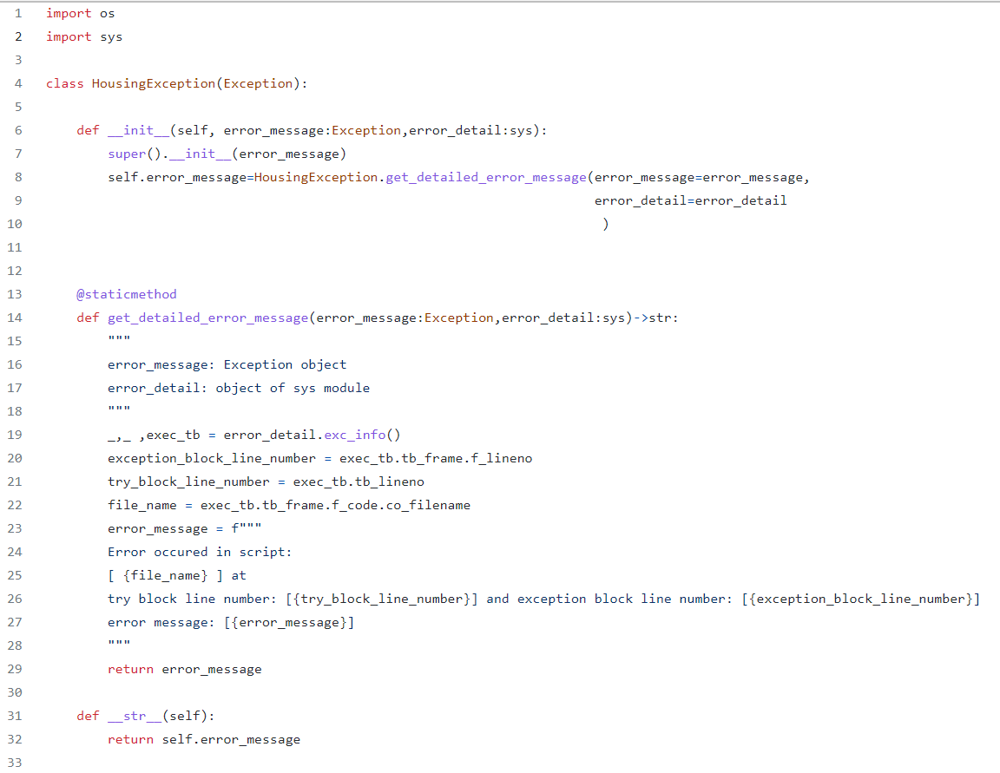 1 import os
2 import sys
3
4 class HousingException(Exception):
5
6     def __init__(self, error_message:Exception,error_detail:sys):
7         super().__init__(error_message)
8         self.error_message=HousingException.get_detailed_error_message(error_message=error_message,
9                                                                        error_detail=error_detail
10                                                                         )
11
12
13     @staticmethod
14     def get_detailed_error_message(error_message:Exception,error_detail:sys)->str:
15         """
16         error_message: Exception object
17         error_detail: object of sys module
18         """
19         _,_ ,exec_tb = error_detail.exc_info()
20         exception_block_line_number = exec_tb.tb_frame.f_lineno
21         try_block_line_number = exec_tb.tb_lineno
22         file_name = exec_tb.tb_frame.f_code.co_filename
23         error_message = f"""
24         Error occured in script:
25         [ {file_name} ] at
26         try block line number: [{try_block_line_number}] and exception block line number: [{exception_block_line_number}]
27         error message: [{error_message}]
28         """
29         return error_message
30
31     def __str__(self):
32         return self.error_message
33